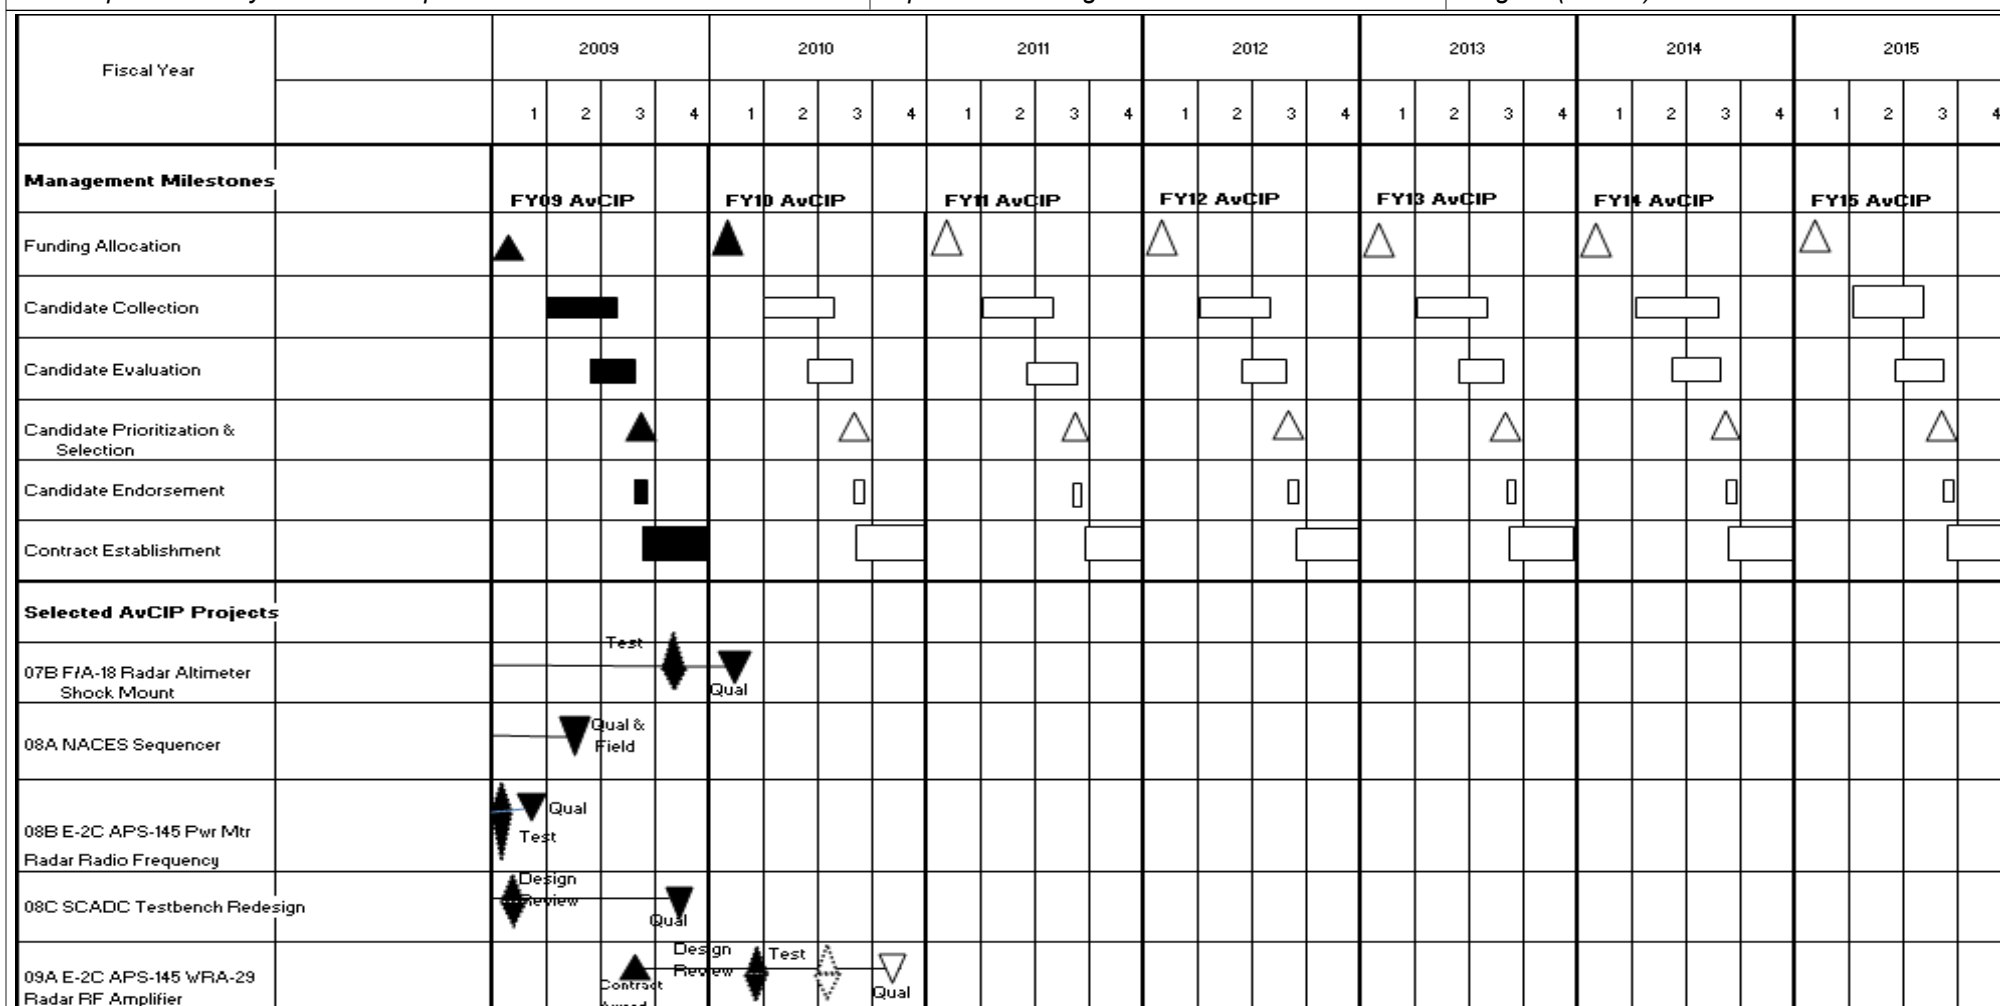 Fiscal Year
2009 2010 2011 2012 2013 2014 2015
1 2 3 4 1 2 3 4 1 2 3 4 1 2 3 4 1 2 3 4 1 2 3 4 1 2 3 4
Management Milestones
FY09 AvCIP FY10 AvCIP FY11 AvCIP FY12 AvCIP FY13 AvCIP FY14 AvCIP FY15 AvCIP
Funding Allocation
Candidate Collection
Candidate Evaluation
Candidate Prioritization &
Selection
Candidate Endorsement
Contract Establishment
Selected AvCIP Projects
Test
07B F/A-18 Radar Altimeter
Shock Mount
Qual
08A NACES Sequencer
Qual &
Field
08B E-2C APS-145 Pwr Mtr
Radar Radio Frequency
Qual
Test
08C SCADC Testbench Redesign
Design
Review
Qual
09A E-2C APS-145 WRA-29
Radar RF Amplifier
Contract
Design
Review
Test
Qual